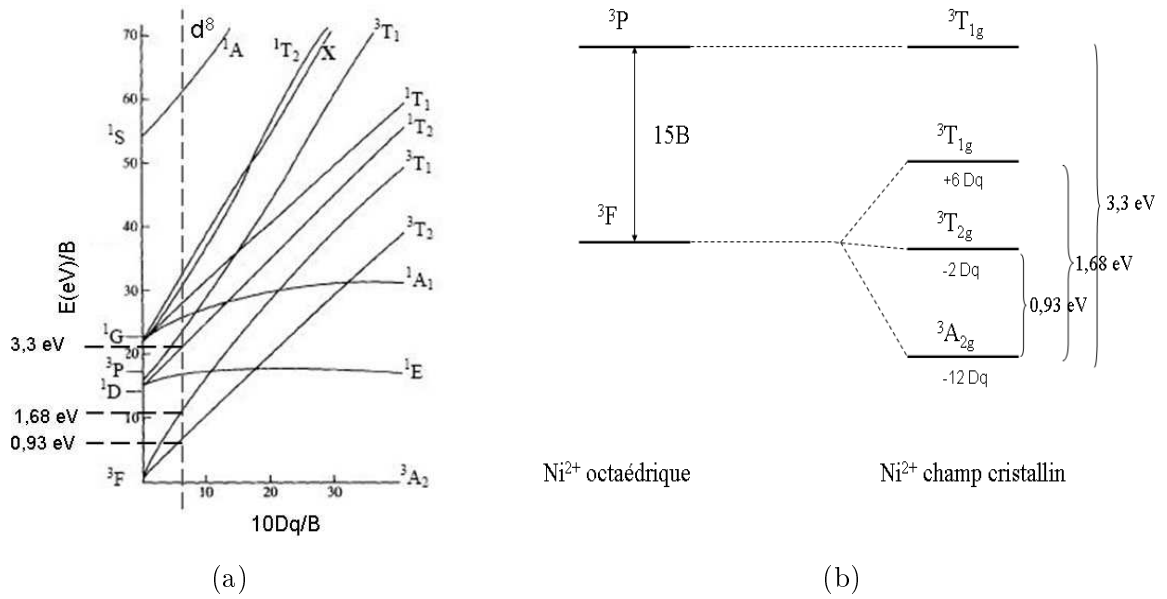 d⁸
70
60
50
40
30
20
10
E(eV)/B
¹A
¹T₂
X
³T₁
¹T₁
¹T₂
³T₁
³T₂
¹A₁
¹E
³A₂
¹S
¹G
3,3 eV
³P
¹D
1,68 eV
0,93 eV
³F
10 20 30
10Dq/B
(a)
³P
³T₁g
15B
³T₁g
+6 Dq
³F
³T₂g
-2 Dq
³A₂g
-12 Dq
0,93 eV
1,68 eV
3,3 eV
Ni²⁺ octaédrique
Ni²⁺ champ cristallin
(b)